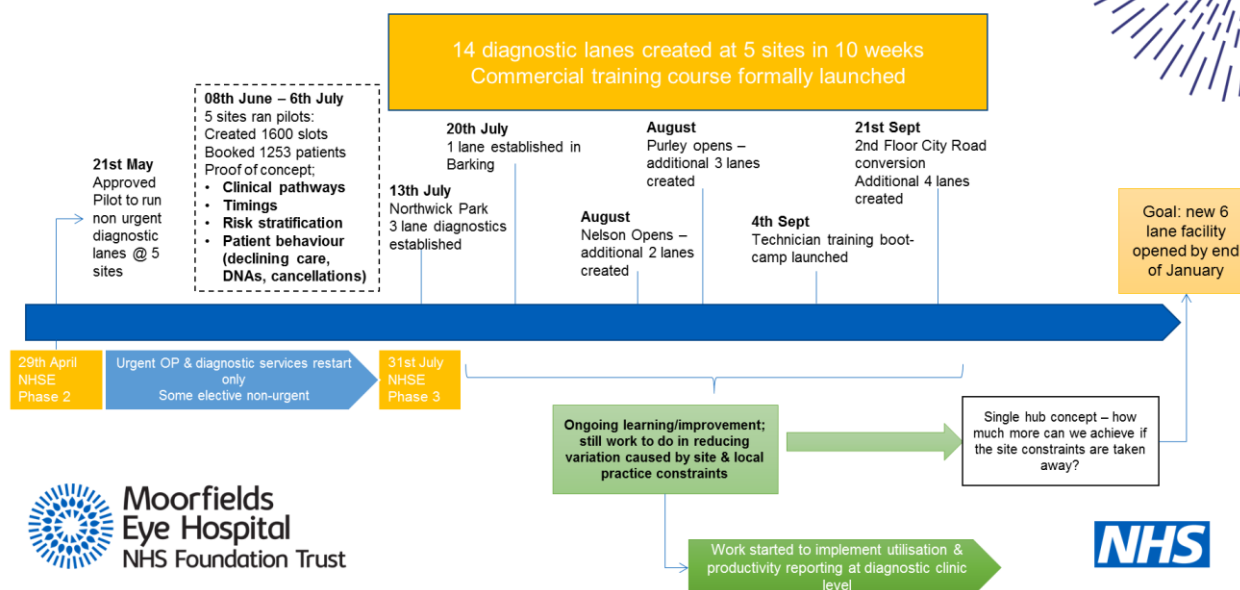 14 diagnostic lanes created at 5 sites in 10 weeks
Commercial training course formally launched
21st May
Approved
Pilot to run
non urgent
diagnostic
lanes @ 5
sites
08th June – 6th July
5 sites ran pilots:
Created 1600 slots
Booked 1253 patients
Proof of concept;
• Clinical pathways
• Timings
• Risk stratification
• Patient behaviour
(declining care,
DNAs, cancellations)
13th July
Northwick Park
3 lane diagnostics
established
20th July
1 lane established in
Barking
August
Nelson Opens –
additional 2 lanes
created
August
Purley opens –
additional 3 lanes
created
4th Sept
Technician training boot-
camp launched
21st Sept
2nd Floor City Road
conversion
Additional 4 lanes
created
Goal: new 6
lane facility
opened by end
of January
29th April
NHSE
Phase 2
Urgent OP & diagnostic services restart
only
Some elective non-urgent
31st July
NHSE
Phase 3
Ongoing learning/improvement;
still work to do in reducing
variation caused by site & local
practice constraints
Single hub concept – how
much more can we achieve if
the site constraints are taken
away?
Work started to implement utilisation &
productivity reporting at diagnostic clinic
level
Moorfields
Eye Hospital
NHS Foundation Trust
NHS